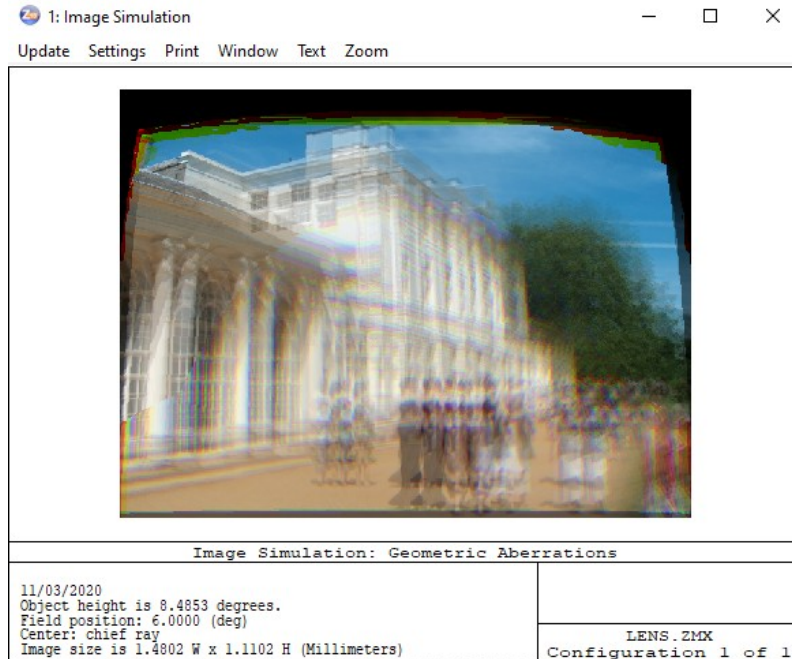 1: Image Simulation
Update Settings Print Window Text Zoom
Image Simulation: Geometric Aberrations
11/03/2020
Object height is 8.4853 degrees.
Field position: 6.0000 (deg)
Center: chief ray
Image size is 1.4802 W x 1.1102 H (Millimeters)
LENS.ZMX
Configuration 1 of 1